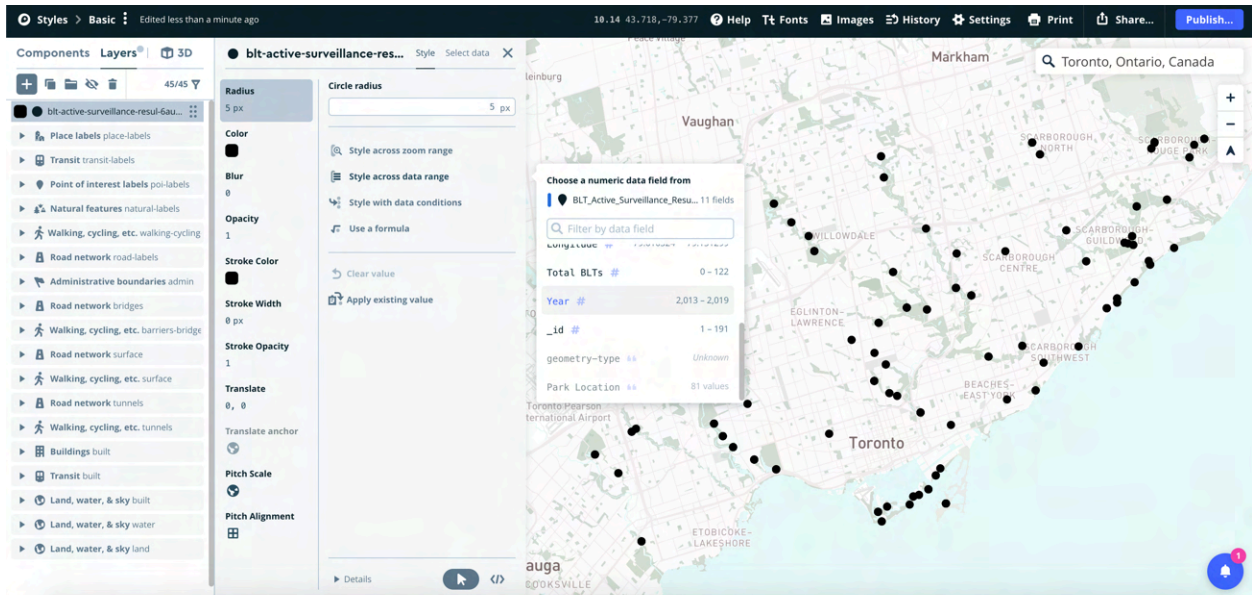 Styles > Basic Edited less than a minute ago 10.14 43.718,-79.377 Help Fonts Images History Settings Print Share... Publish...
Components Layers 3D
45/45
blt-active-surveillance-resul-6au...
Place labels place-labels
Transit transit-labels
Point of interest labels poi-labels
Natural features natural-labels
Walking, cycling, etc. walking-cycling
Road network road-labels
Administrative boundaries admin
Road network bridges
Walking, cycling, etc. barriers-bridge
Road network surface
Walking, cycling, etc. surface
Road network tunnels
Walking, cycling, etc. tunnels
Buildings built
Transit built
Land, water, & sky built
Land, water, & sky water
Land, water, & sky land
blt-active-surveillance-res... Style Select data
Radius
5 px
Color
Blur
0
Opacity
1
Stroke Color
Stroke Width
0 px
Stroke Opacity
1
Translate
0, 0
Translate anchor
Pitch Scale
Pitch Alignment
Circle radius
5 px
Style across zoom range
Style across data range
Style with data conditions
Use a formula
Clear value
Apply existing value
Details
</>
Choose a numeric data field from
BLT_Active_Surveillance_Resu... 11 fields
Filter by data field
Longitude #
Total BLTs # 0 – 122
Year # 2,013 – 2,019
_id # 1 – 191
geometry-type Unknown
Park Location 81 values
Toronto, Ontario, Canada
+
−
Peace Village
leinburg
Markham
Vaughan
SCARBOROUGH
NORTH
SCARBOROUGH
ROUGE PARK
WILLOWDALE
SCARBOROUGH
GUILDWOOD
SCARBOROUGH
CENTRE
EGLINTON-
LAWRENCE
SCARBOROUGH
SOUTHWEST
BEACHES-
EAST YORK
Toronto Pearson
ternational Airport
Toronto
ETOBICOKE-
LAKESHORE
auga
COOKSVILLE
1